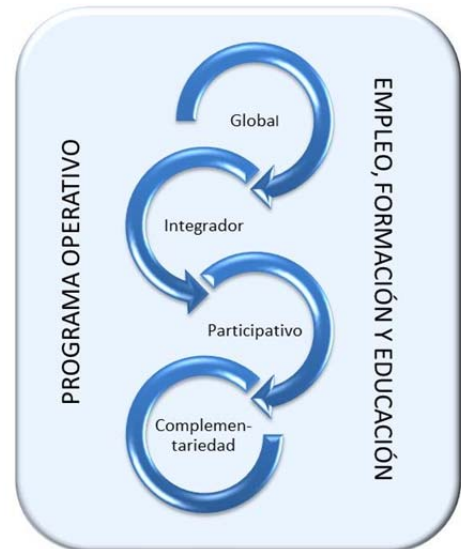 PROGRAMA OPERATIVO
Global
Integrador
Participativo
Complemen-
tariedad
EMPLEO, FORMACIÓN Y EDUCACIÓN